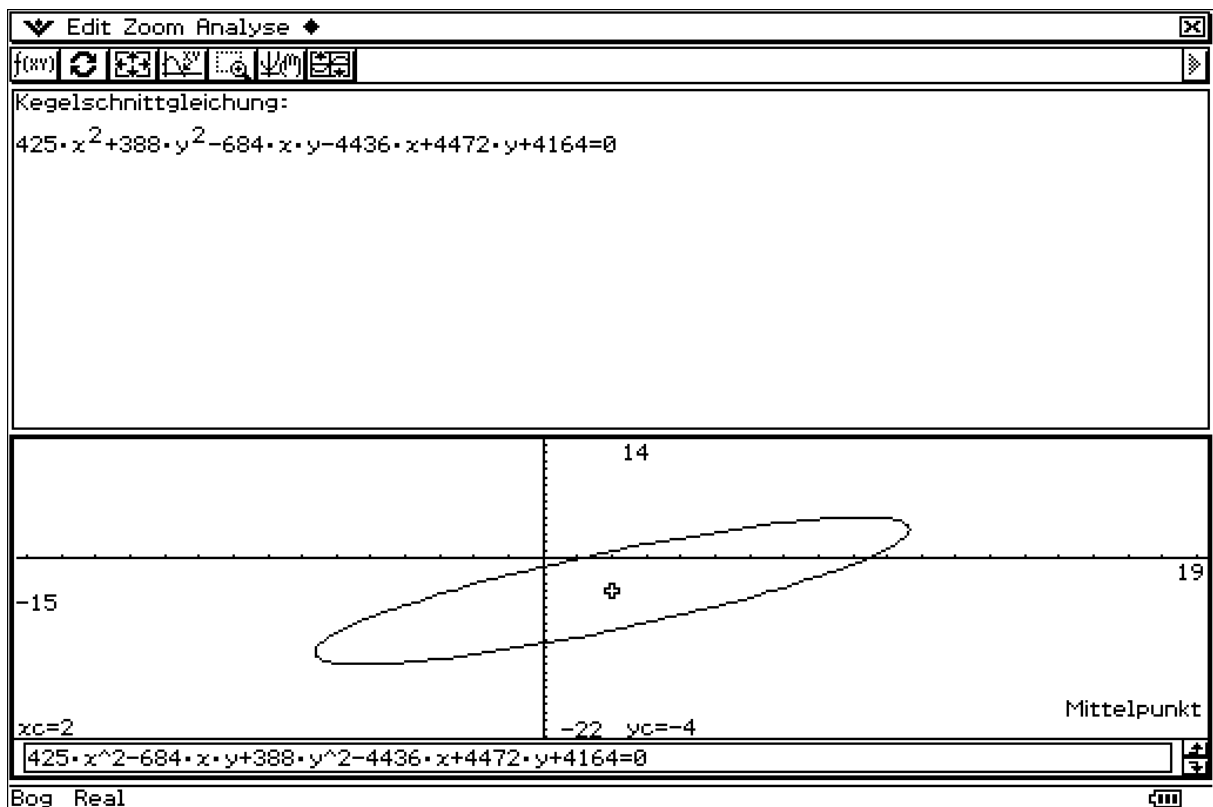 Edit Zoom Analyse
f(xy)
Kegelschnittgleichung:
425·x²+388·y²-684·x·y-4436·x+4472·y+4164=0
14
19
-15
Mittelpunkt
xc=2 -22 yc=-4
425·x^2-684·x·y+388·y^2-4436·x+4472·y+4164=0
Bog Real